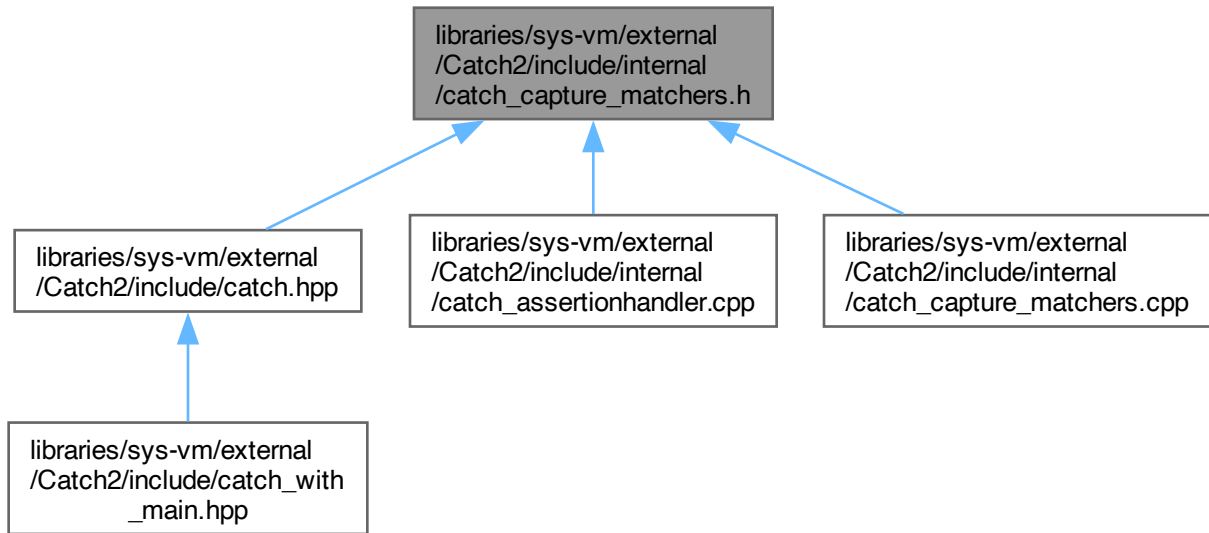 libraries/sys-vm/external
/Catch2/include/internal
/catch_capture_matchers.h
libraries/sys-vm/external
/Catch2/include/catch.hpp
libraries/sys-vm/external
/Catch2/include/internal
/catch_assertionhandler.cpp
libraries/sys-vm/external
/Catch2/include/internal
/catch_capture_matchers.cpp
libraries/sys-vm/external
/Catch2/include/catch_with
_main.hpp